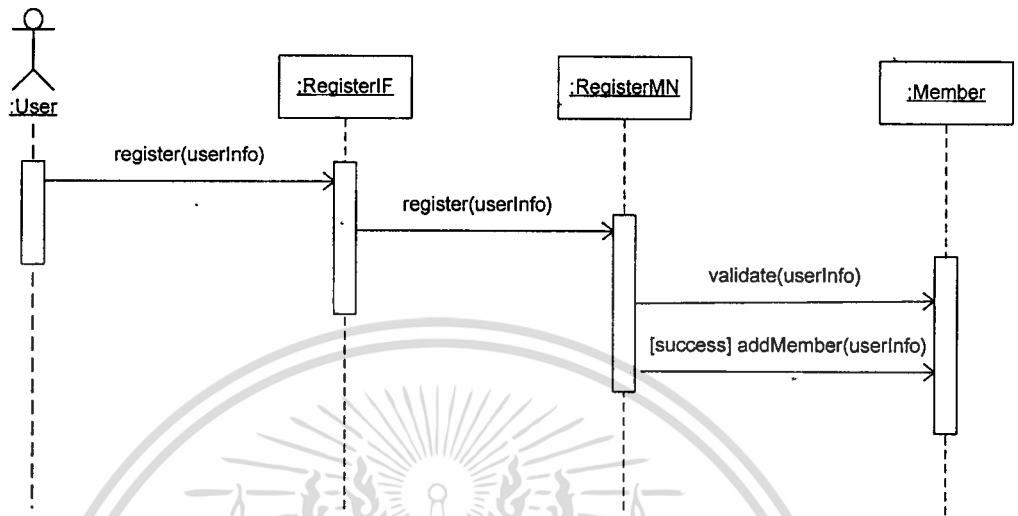 :User
:RegisterIF
:RegisterMN
:Member
register(userInfo)
register(userInfo)
validate(userInfo)
[success] addMember(userInfo)